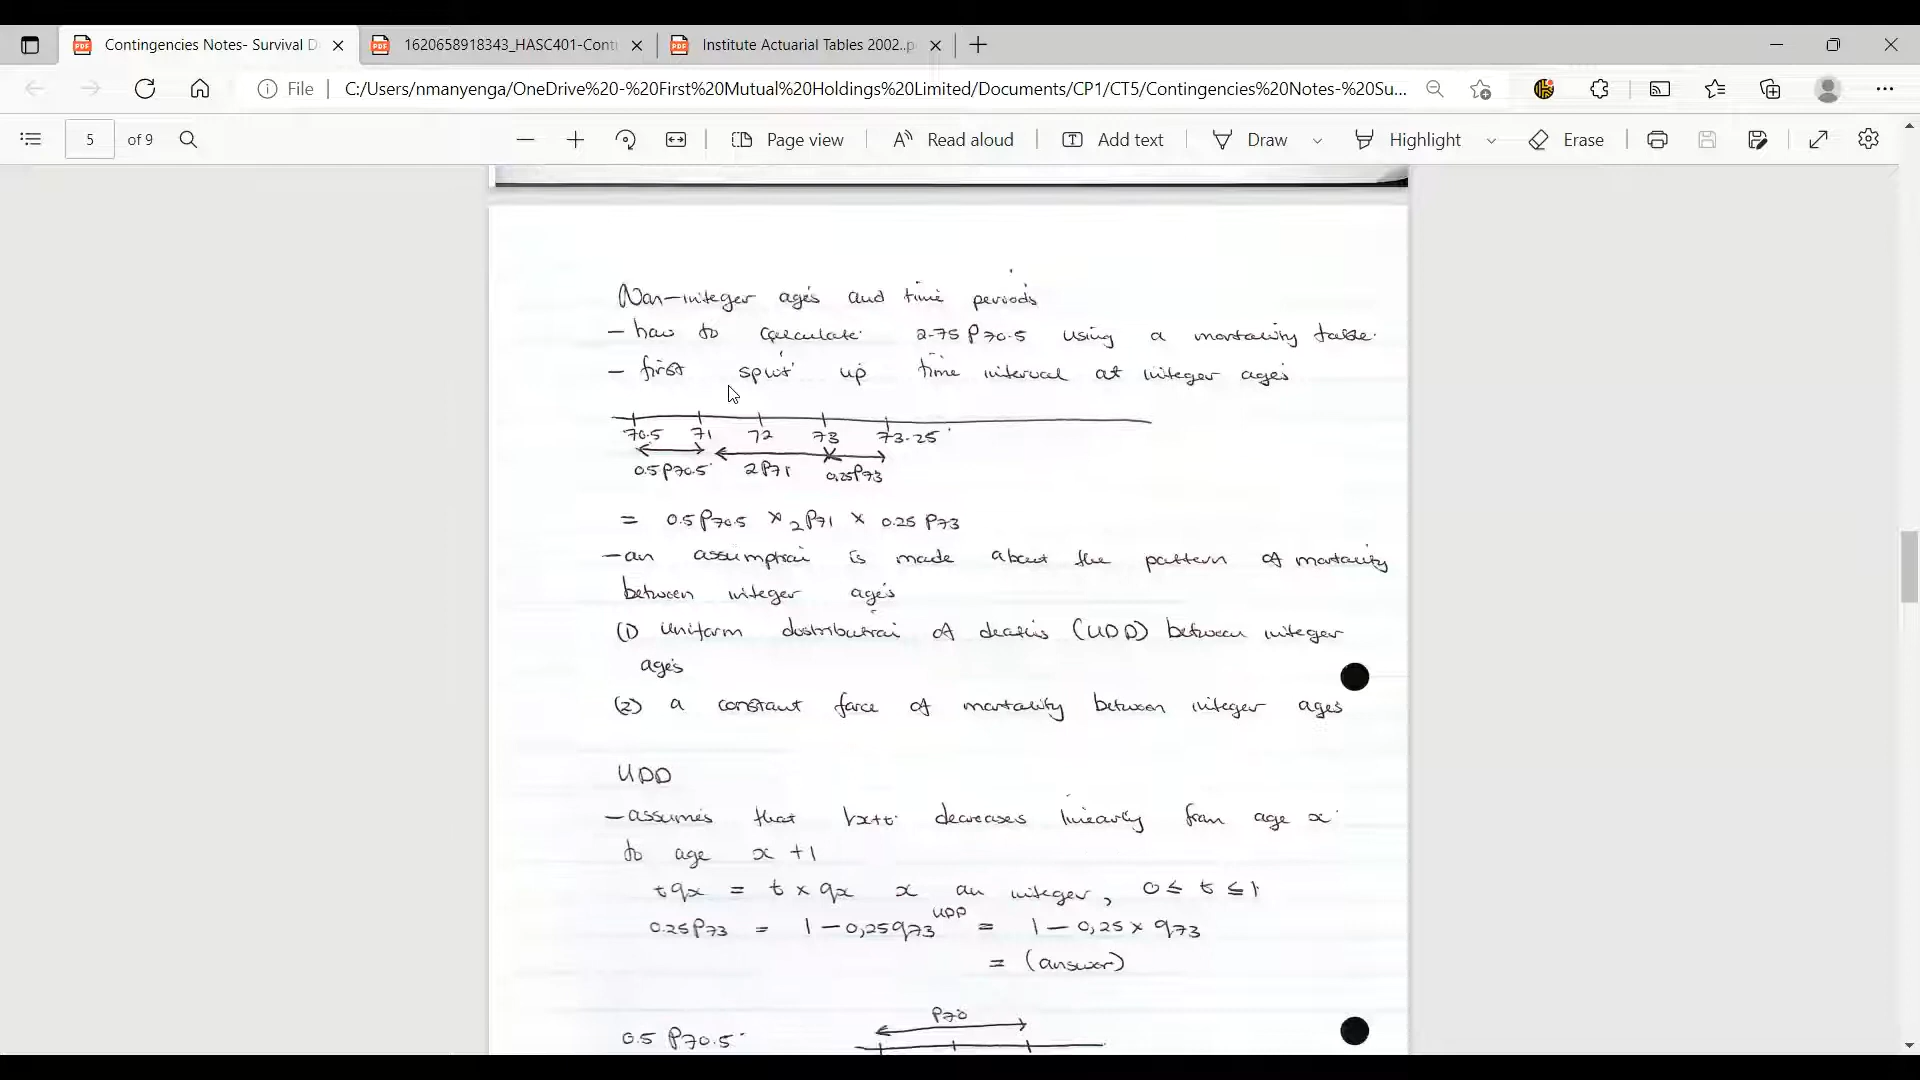 Contingencies Notes- Survival D
1620658918343_HASC401-Cont
Institute Actuarial Tables 2002..p
File
C:/Users/nmanyenga/OneDrive%20-%20First%20Mutual%20Holdings%20Limited/Documents/CP1/CT5/Contingencies%20Notes-%20Su...
5 of 9
Page view
Read aloud
Add text
Draw
Highlight
Erase
Non-integer ages and time periods
- how to calculate 2.75P70.5 using a mortality table.
- first split up time interval at integer ages
70.5 71 72 73 73.25
0.5P70.5 2P71 0.25P73
= 0.5P70.5 × 2P71 × 0.25 P73
- an assumption is made about the pattern of mortality
between integer ages
(1) uniform distribution of deaths (UDD) between integer
ages
(2) a constant force of mortality between integer ages
UDD
- assumes that lx+t decreases linearly from age x
to age x +1
tqx = t × qx x an integer, 0 ≤ t ≤ 1
UDD
0.25P73 = 1 - 0,25q73 = 1 - 0,25 × q73
= (answer)
P70
0.5 P70.5